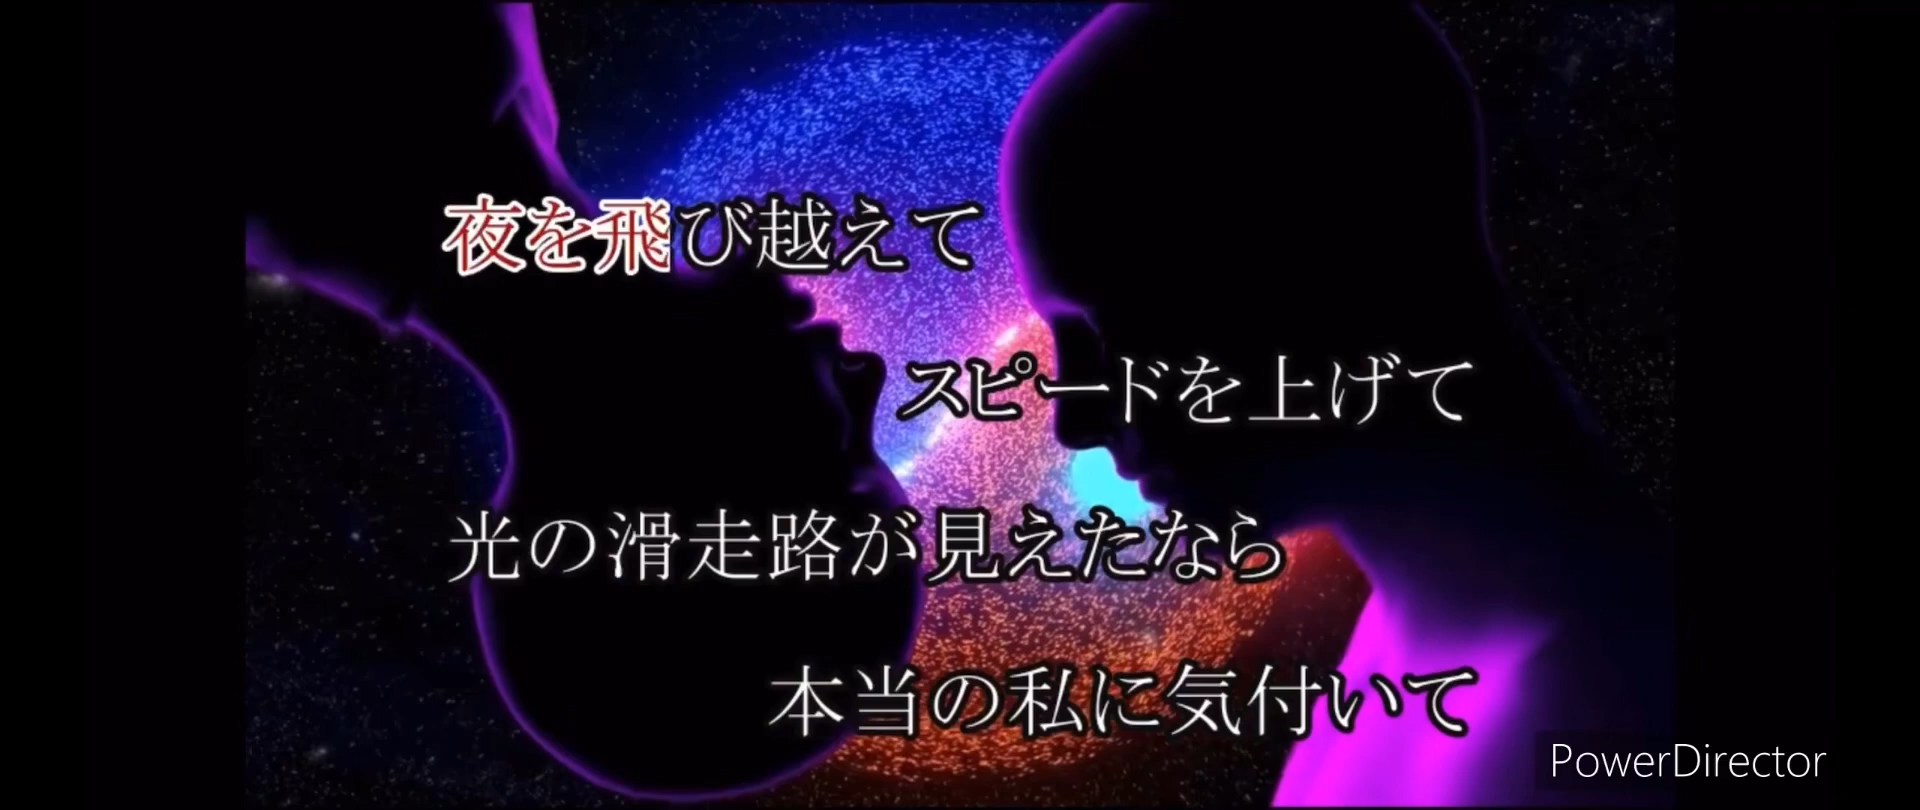 夜を飛び越えて
スピードを上げて
光の滑走路が見えたなら
本当の私に気付いて
PowerDirector